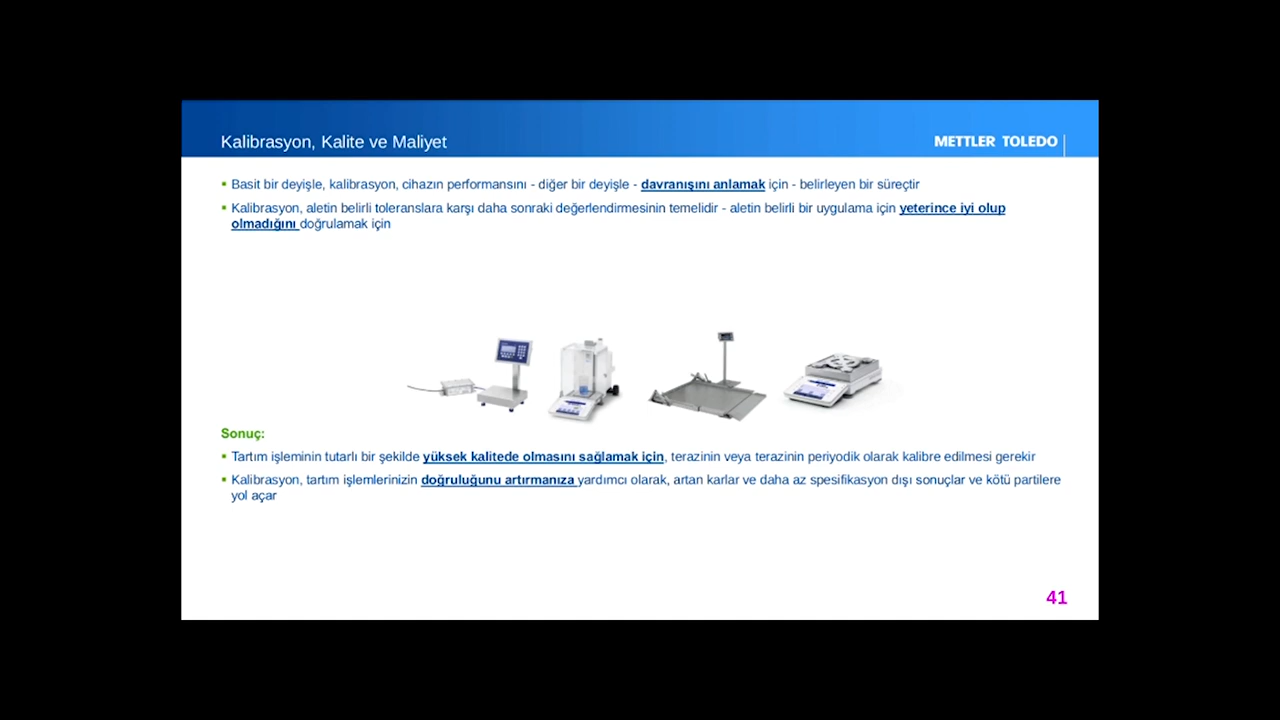 Kalibrasyon, Kalite ve Maliyet
METTLER TOLEDO
▪ Basit bir deyişle, kalibrasyon, cihazın performansını - diğer bir deyişle - davranışını anlamak için - belirleyen bir süreçtir
▪ Kalibrasyon, aletin belirli toleranslara karşı daha sonraki değerlendirmesinin temelidir - aletin belirli bir uygulama için yeterince iyi olup
olmadığını doğrulamak için
Sonuç:
▪ Tartım işleminin tutarlı bir şekilde yüksek kalitede olmasını sağlamak için, terazinin veya terazinin periyodik olarak kalibre edilmesi gerekir
▪ Kalibrasyon, tartım işlemlerinizin doğruluğunu artırmanıza yardımcı olarak, artan karlar ve daha az spesifikasyon dışı sonuçlar ve kötü partilere
yol açar
41